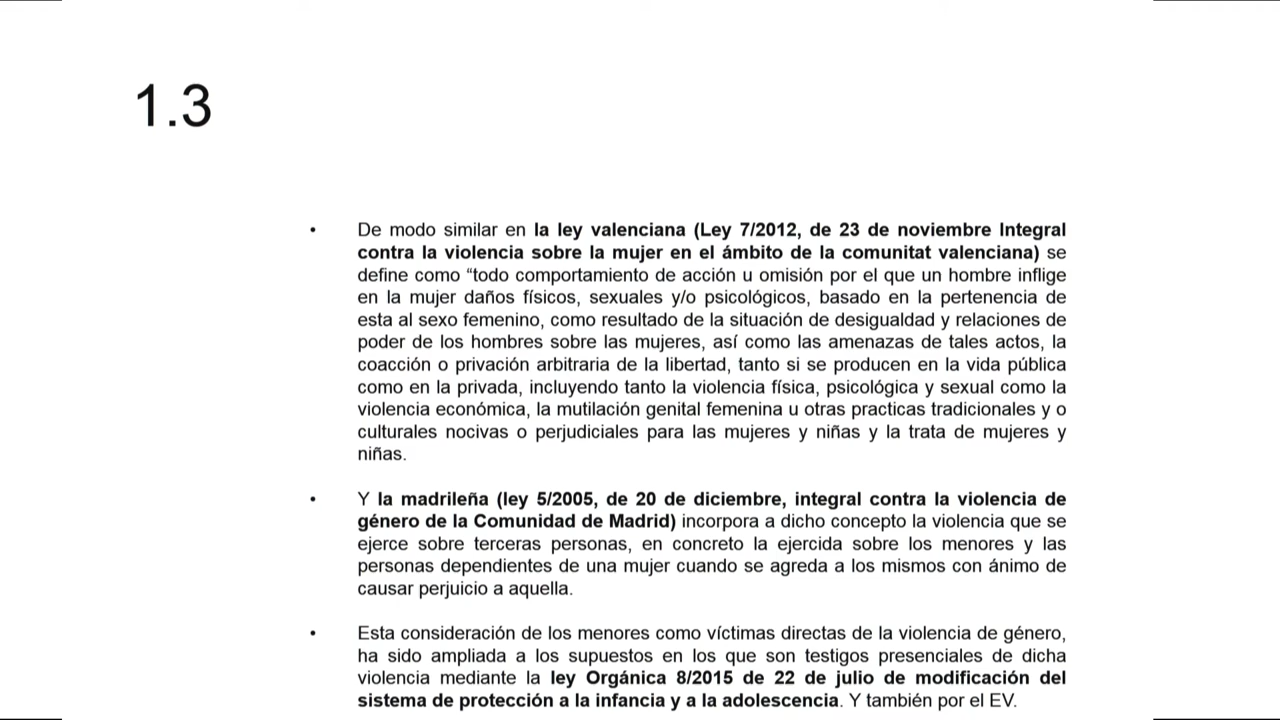 1.3
• De modo similar en la ley valenciana (Ley 7/2012, de 23 de noviembre Integral
contra la violencia sobre la mujer en el ámbito de la comunitat valenciana) se
define como “todo comportamiento de acción u omisión por el que un hombre inflige
en la mujer daños físicos, sexuales y/o psicológicos, basado en la pertenencia de
esta al sexo femenino, como resultado de la situación de desigualdad y relaciones de
poder de los hombres sobre las mujeres, así como las amenazas de tales actos, la
coacción o privación arbitraria de la libertad, tanto si se producen en la vida pública
como en la privada, incluyendo tanto la violencia física, psicológica y sexual como la
violencia económica, la mutilación genital femenina u otras practicas tradicionales y o
culturales nocivas o perjudiciales para las mujeres y niñas y la trata de mujeres y
niñas.
• Y la madrileña (ley 5/2005, de 20 de diciembre, integral contra la violencia de
género de la Comunidad de Madrid) incorpora a dicho concepto la violencia que se
ejerce sobre terceras personas, en concreto la ejercida sobre los menores y las
personas dependientes de una mujer cuando se agreda a los mismos con ánimo de
causar perjuicio a aquella.
• Esta consideración de los menores como víctimas directas de la violencia de género,
ha sido ampliada a los supuestos en los que son testigos presenciales de dicha
violencia mediante la ley Orgánica 8/2015 de 22 de julio de modificación del
sistema de protección a la infancia y a la adolescencia. Y también por el EV.